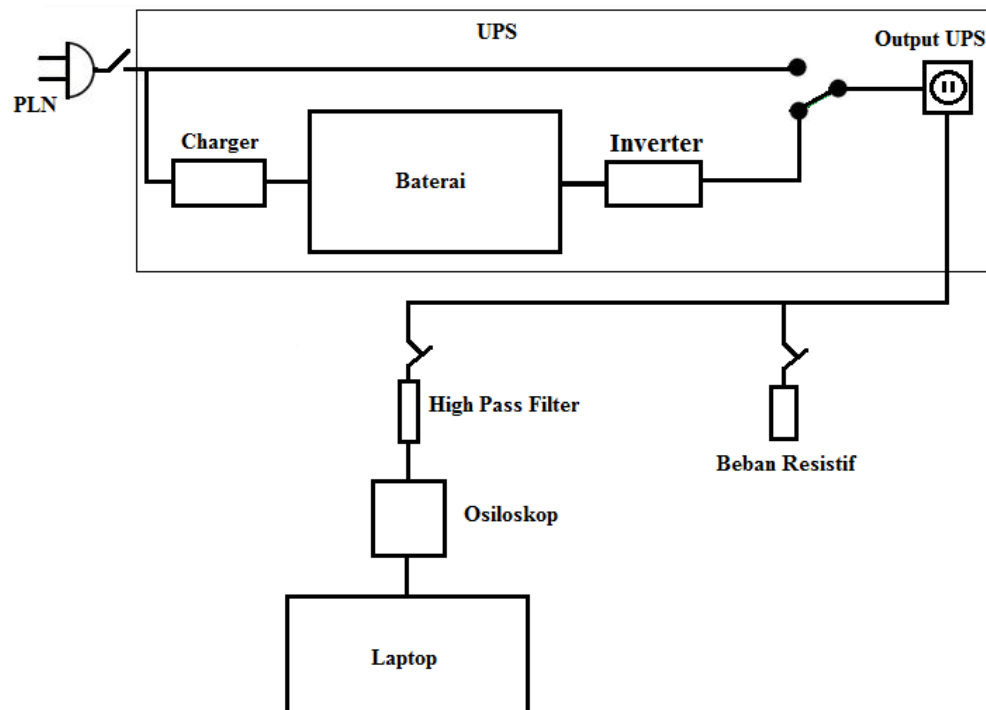 UPS
Output UPS
PLN
Charger
Baterai
Inverter
High Pass Filter
Beban Resistif
Osiloskop
Laptop